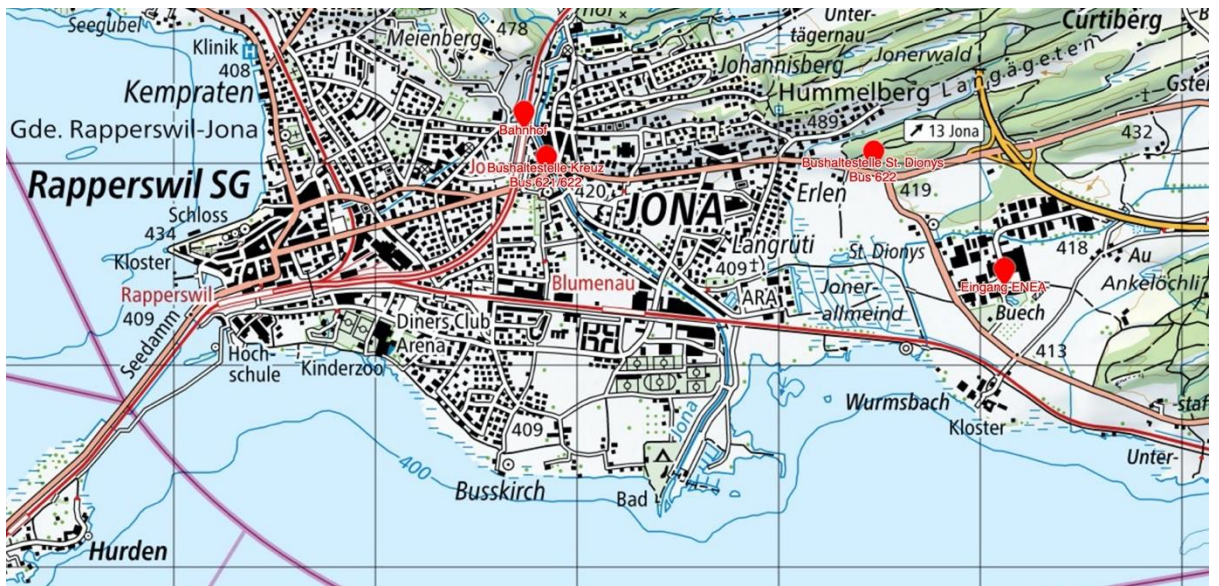 Seegubel
Meienberg
478
Unter-
tägernau
Curtiberg
Klinik
408
Johannisberg
Jonerwald
Langägeten
Kempraten
Hummelberg
Gstei
Bahnhof
489
13 Jona
432
Gde. Rapperswil-Jona
Bushaltestelle Kreuz
Bus 621/622
Bushaltestelle St. Dionys
Bus 622
Rapperswil SG
420
JONA
Erlen
419
Schloss
434
Kloster
Langrüti
St. Dionys
418
Au
Rapperswil
409
Blumenau
409
ARA
Joner-
allmeind
Eingang ENEA
Ankelöchli
Buech
Seedamm
Diners Club
Arena
Hoch-
schule
Kinderzoo
413
Wurmsbach
Kloster
staf
409
Jona
400
Busskirch
Bad
Unter-
Hurden